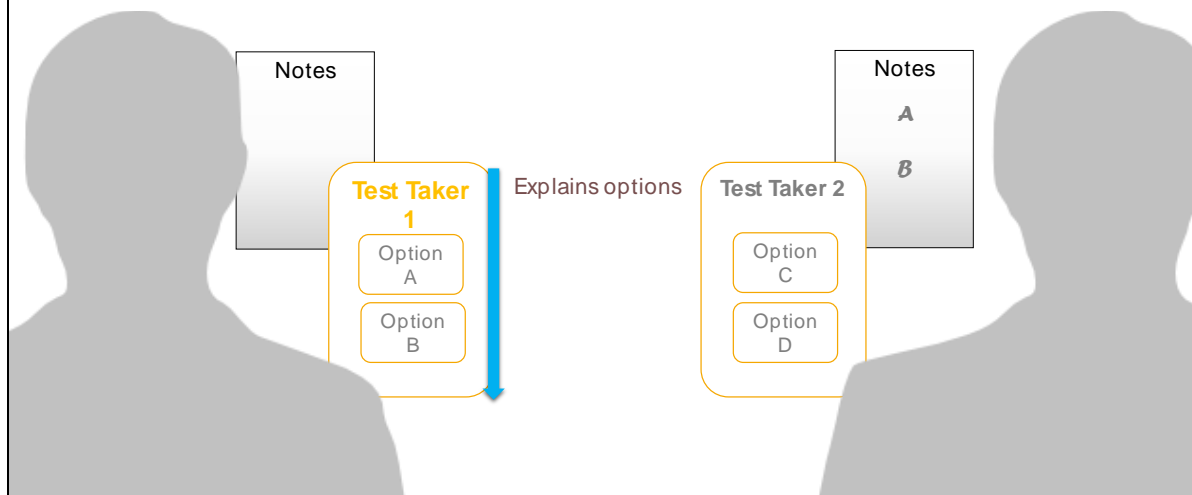 Notes
Test Taker
1
Option
A
Option
B
Explains options
Notes
A
B
Test Taker 2
Option
C
Option
D